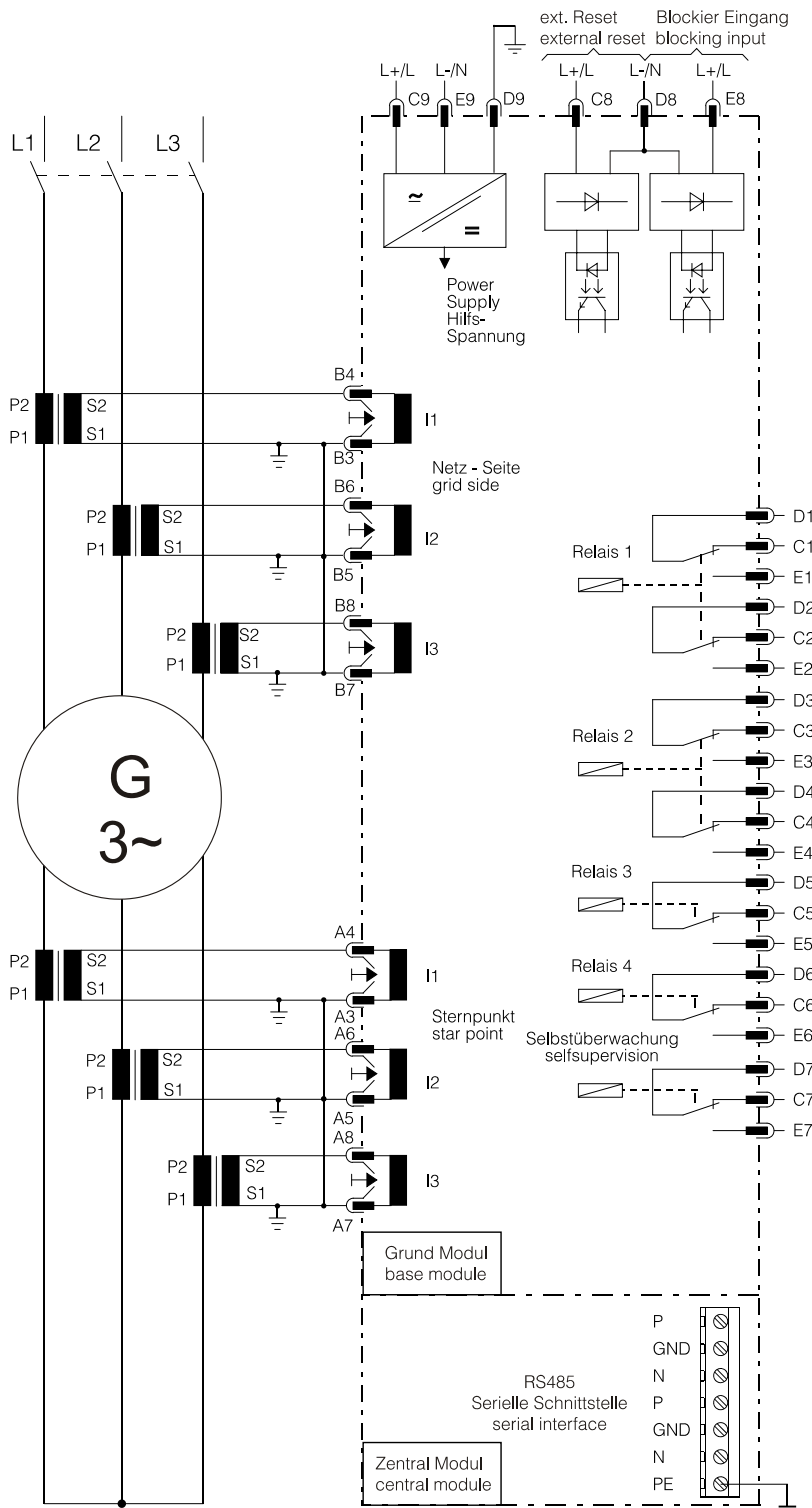 ext. Reset
external reset
Blockier Eingang
blocking input
L+/L
L-/N
L+/L
L-/N
L+/L
C9
E9
D9
C8
D8
E8
L1
L2
L3
~
=
Power
Supply
Hilfs-
Spannung
P2
P1
S2
S1
B4
B3
I1
Netz - Seite
grid side
P2
P1
S2
S1
B6
B5
I2
P2
P1
S2
S1
B8
B7
I3
G
3~
Relais 1
D1
C1
E1
D2
C2
E2
Relais 2
D3
C3
E3
D4
C4
E4
Relais 3
D5
C5
E5
Relais 4
D6
C6
E6
Selbstüberwachung
selfsupervision
D7
C7
E7
P2
P1
S2
S1
A4
A3
I1
Sternpunkt
star point
P2
P1
S2
S1
A6
A5
I2
P2
P1
S2
S1
A8
A7
I3
Grund Modul
base module
RS485
Serielle Schnittstelle
serial interface
P
GND
N
P
GND
N
PE
Zentral Modul
central module